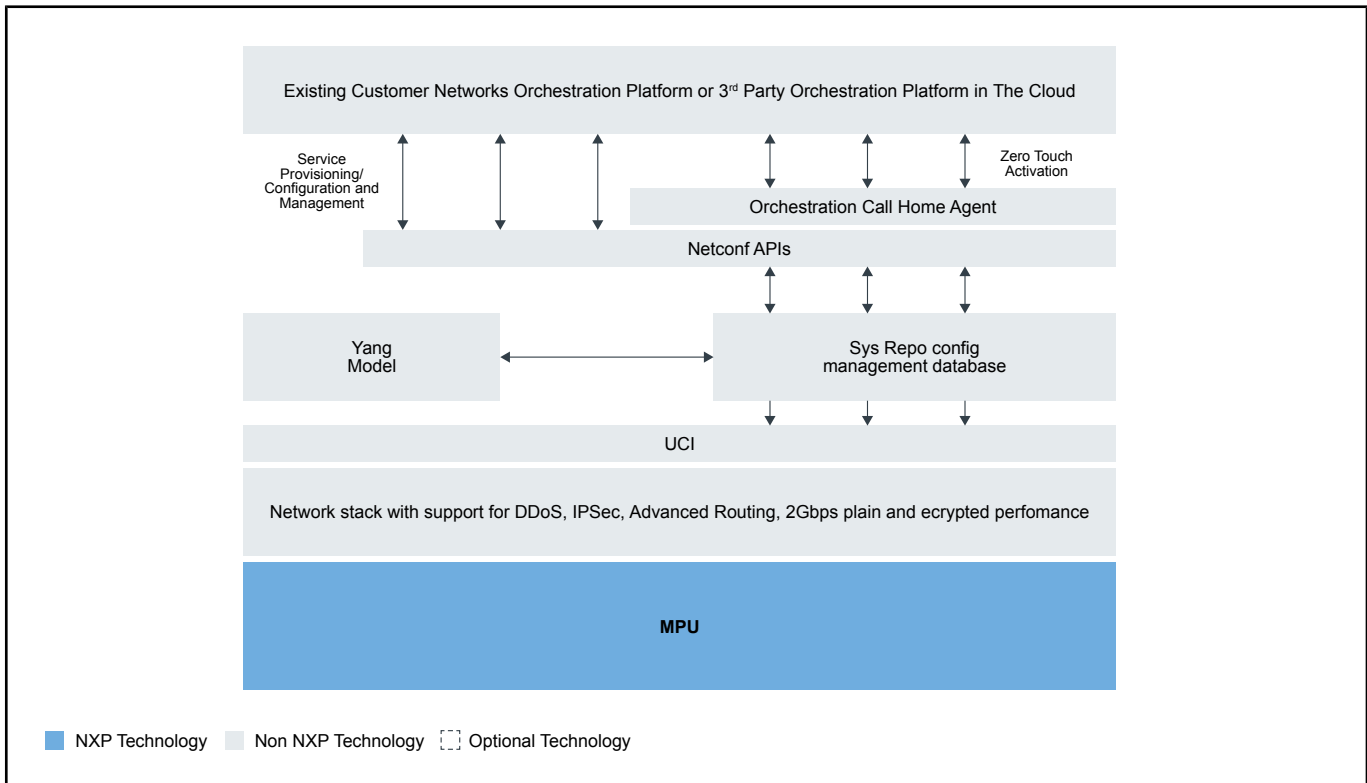 Existing Customer Networks Orchestration Platform or 3rd Party Orchestration Platform in The Cloud
Service
Provisioning/
Configuration and
Management
Zero Touch
Activation
Orchestration Call Home Agent
Netconf APIs
Yang
Model
Sys Repo config
management database
UCI
Network stack with support for DDoS, IPSec, Advanced Routing, 2Gbps plain and ecrypted perfomance
MPU
NXP Technology
Non NXP Technology
Optional Technology